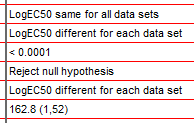 LogEC50 same for all data sets
LogEC50 different for each data set
< 0.0001
Reject null hypothesis
LogEC50 different for each data set
162.8 (1,52)